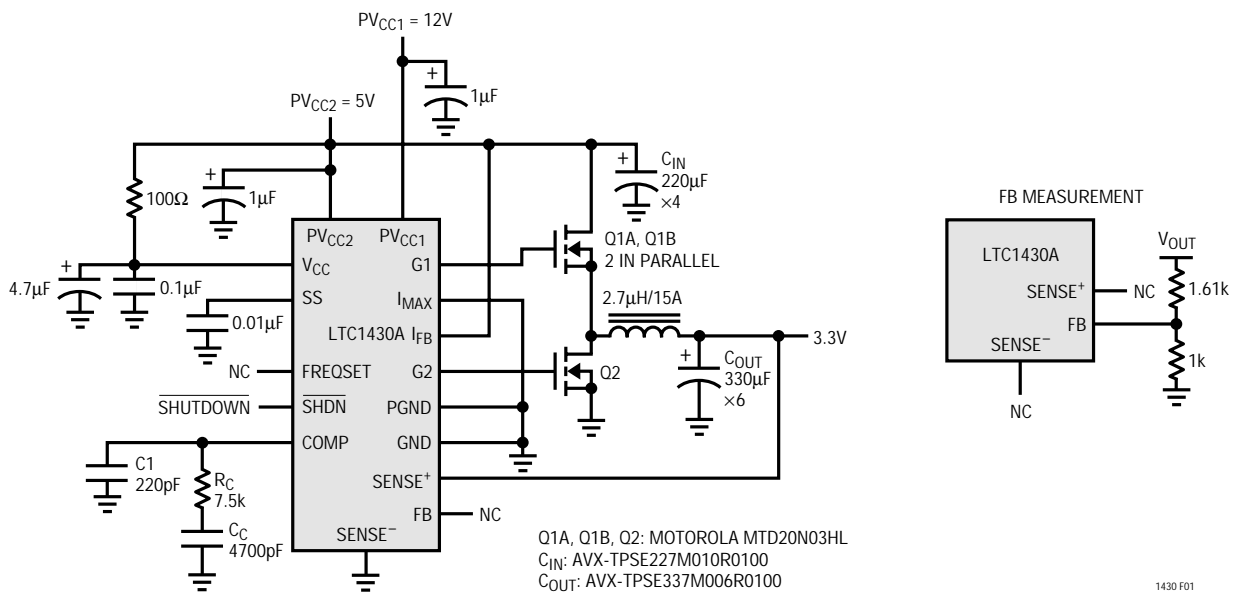 PVCC1 = 12V
+
1µF
PVCC2 = 5V
100Ω
+
1µF
+
CIN
220µF
×4
PVCC2
PVCC1
VCC
G1
Q1A, Q1B
2 IN PARALLEL
+
4.7µF
0.1µF
SS
IMAX
0.01µF
LTC1430A
IFB
2.7µH/15A
3.3V
NC
FREQSET
G2
Q2
+
COUT
330µF
×6
SHUTDOWN
SHDN
PGND
COMP
GND
C1
220pF
RC
7.5k
SENSE+
CC
4700pF
FB
NC
SENSE−
Q1A, Q1B, Q2: MOTOROLA MTD20N03HL
CIN: AVX-TPSE227M010R0100
COUT: AVX-TPSE337M006R0100
FB MEASUREMENT
LTC1430A
VOUT
SENSE+
NC
1.61k
FB
SENSE−
1k
NC
1430 F01